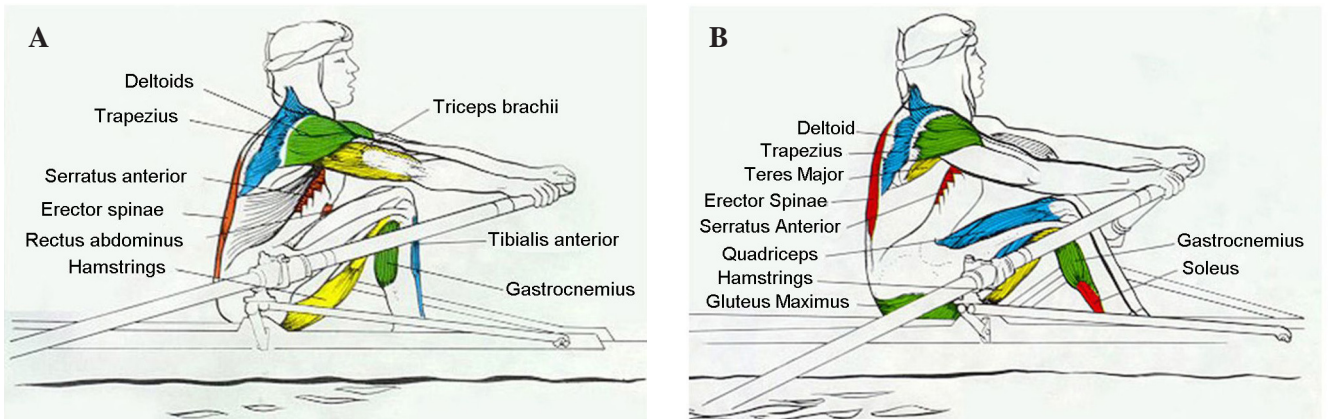 A
Deltoids
Trapezius
Triceps brachii
Serratus anterior
Erector spinae
Rectus abdominus
Hamstrings
Tibialis anterior
Gastrocnemius
B
Deltoid
Trapezius
Teres Major
Erector Spinae
Serratus Anterior
Quadriceps
Hamstrings
Gluteus Maximus
Gastrocnemius
Soleus